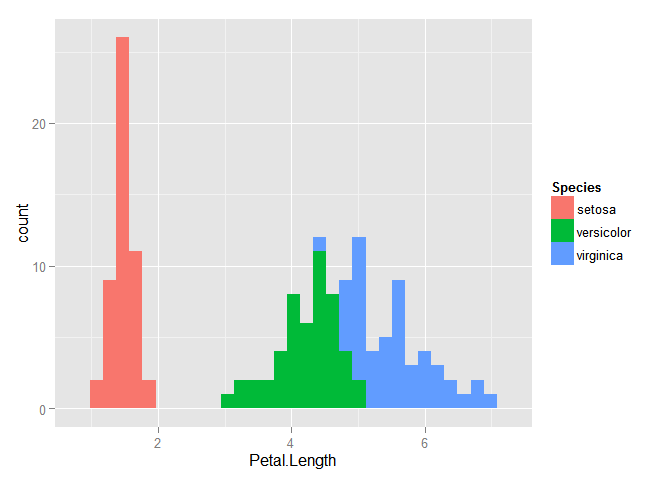 20
10
0
count
2
4
6
Petal.Length
Species
setosa
versicolor
virginica